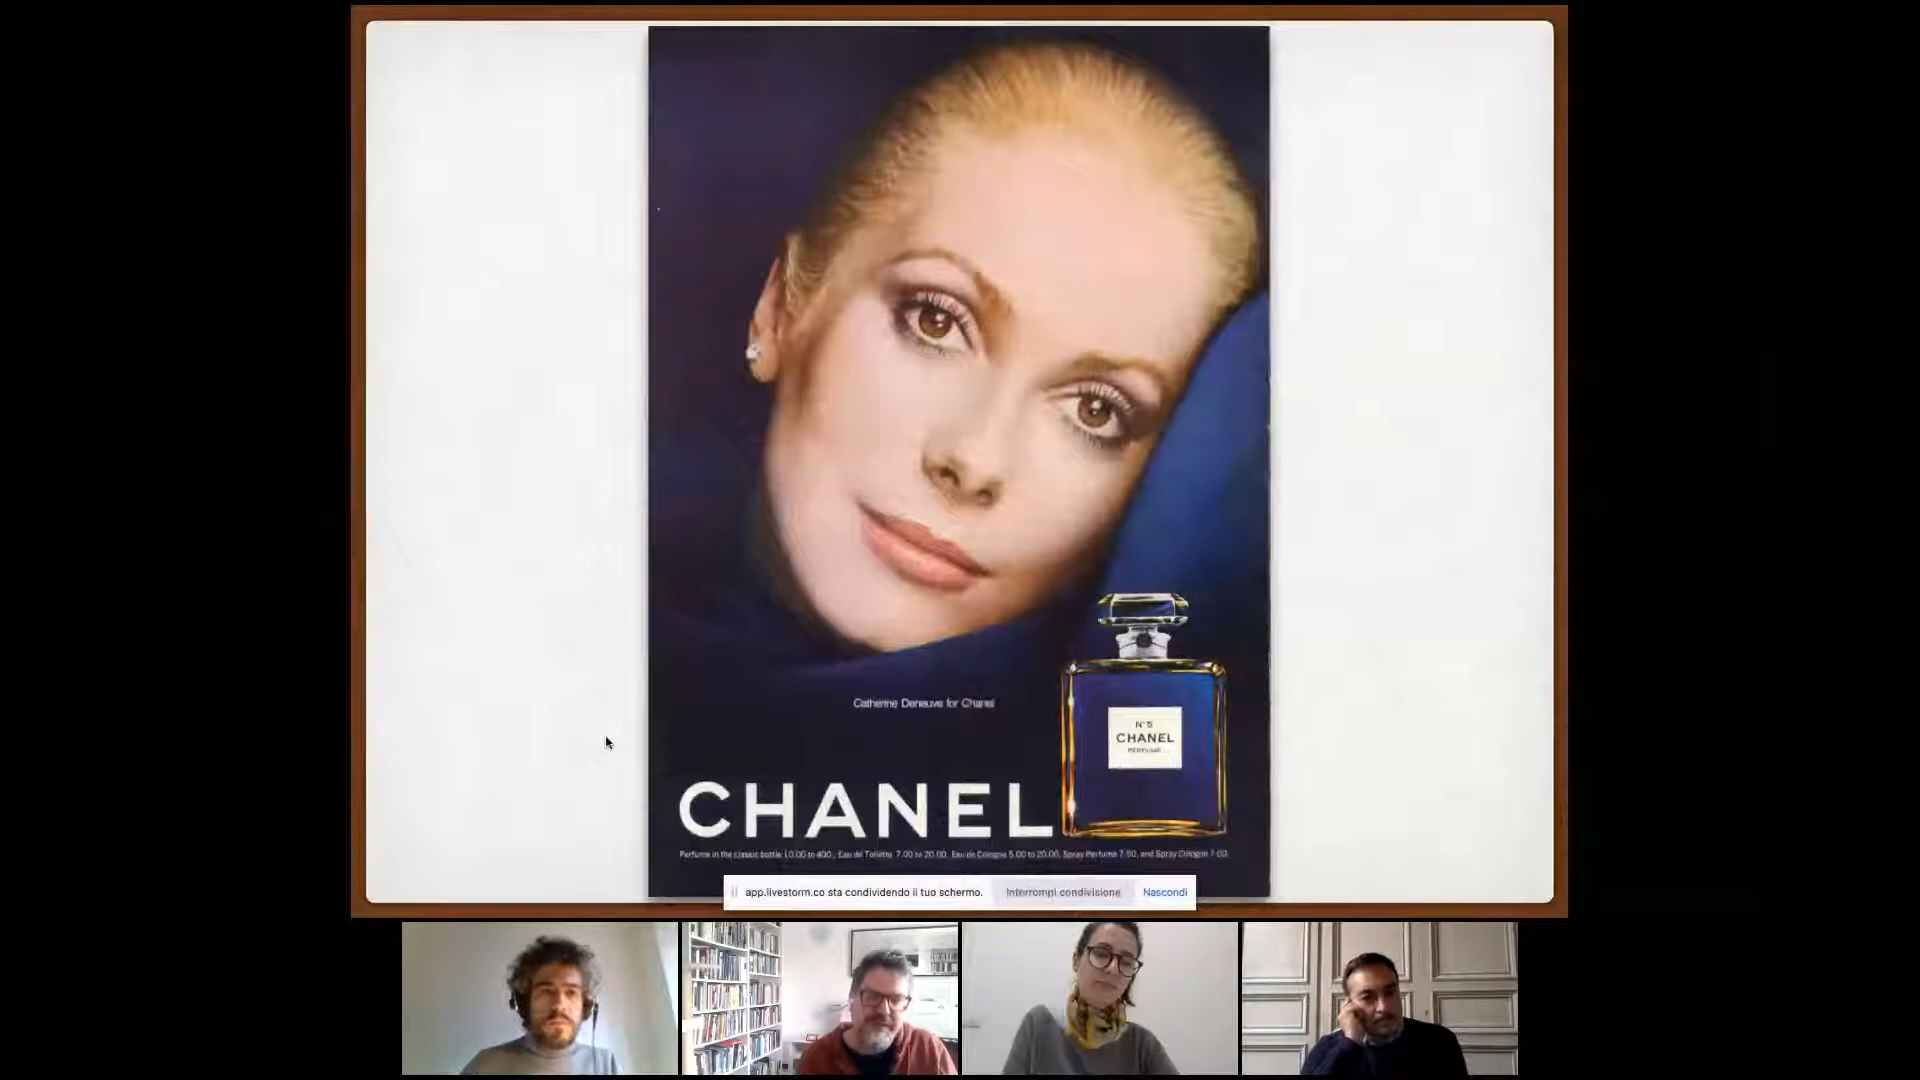 Catherine Deneuve for Chanel
N°5
CHANEL
PERFUME
CHANEL
Perfume in the classic bottle 10.00 to 400., Eau de Toilette 7.00 to 20.00, Eau de Cologne 5.00 to 20.00, Spray Perfume 7.50, and Spray Cologne 7.00.
app.livestorm.co sta condividendo il tuo schermo.
Interrompi condivisione
Nascondi